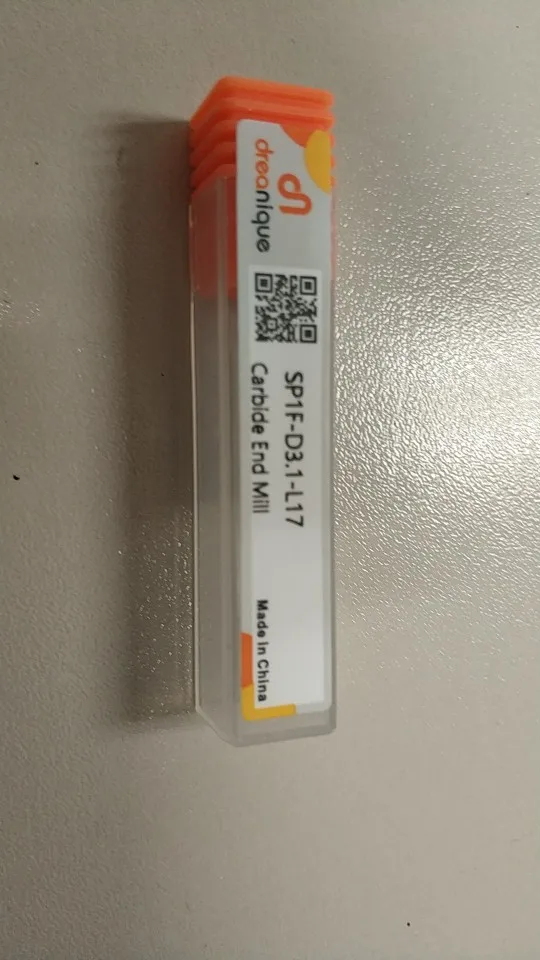 dreanique
SP1F-D3.1-L17
Carbide End Mill
Made in China